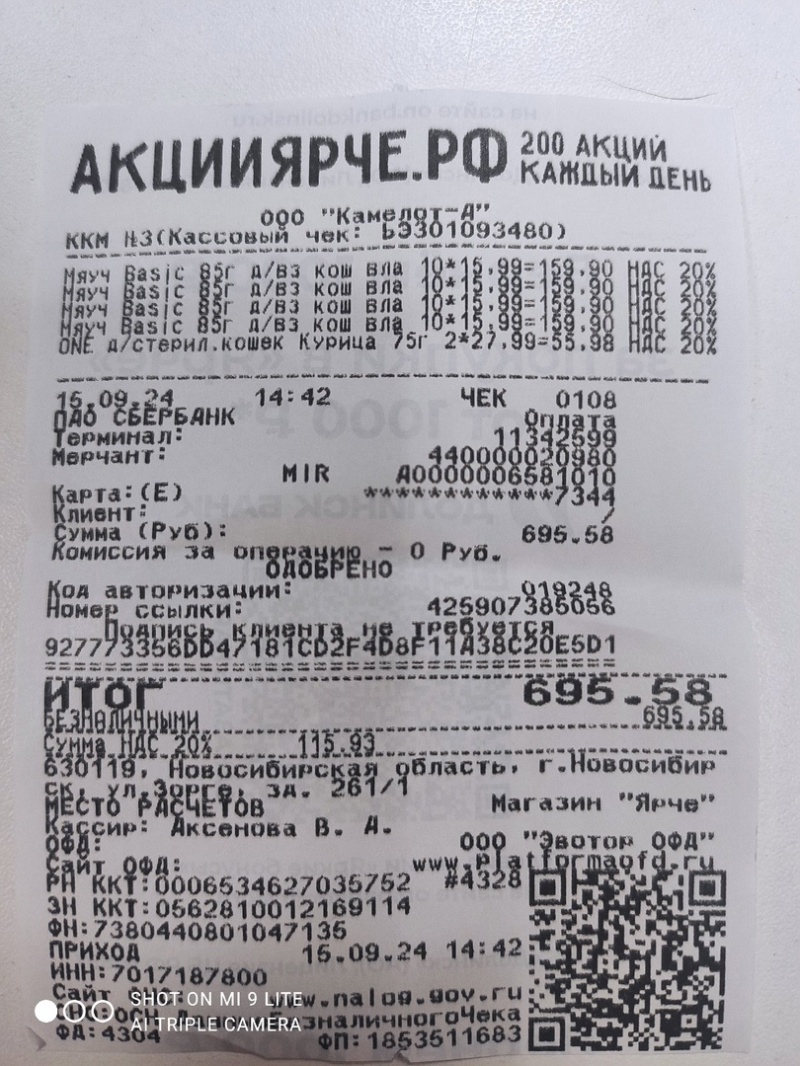 АКЦИИЯРЧЕ.РФ 200 АКЦИЙ КАЖДЫЙ ДЕНЬ
ООО "Камелот-А"
ККМ №3(Кассовый чек: БЭ301093480)
Мяуч Basic 85г д/вз кош вла 10*15.99=159.90 НДС 20%
Мяуч Basic 85г д/вз кош вла 10*15.99=159.90 НДС 20%
Мяуч Basic 85г д/вз кош вла 10*15.99=159.90 НДС 20%
Мяуч Basic 85г д/вз кош вла 10*15.99=159.90 НДС 20%
ONE д/стерил.кошек Курица 75г 2*27.99=55.98 НДС 20%
15.09.24 14:42 ЧЕК 0108
ПАО СБЕРБАНК Оплата
Терминал: 11342599
Мерчант: 440000020980
MIR A0000006581010
Карта:(E) ************7344
Клиент: /
Сумма (Руб): 695.58
Комиссия за операцию - 0 Руб.
ОДОБРЕНО
Код авторизации: 019248
Номер ссылки: 425907385056
Подпись клиента не требуется
927773356DD47181CD2F4D8F11A38C20E5D1
ИТОГ 695.58
БЕЗНАЛИЧНЫМИ 695.58
Сумма НДС 20% 115.93
630119, Новосибирская область, г.Новосибир
ск, ул.Зорге, зд. 261/1
МЕСТО РАСЧЕТОВ Магазин "Ярче"
Кассир: Аксенова В. А.
ОФД: ООО "Эвотор ОФД"
Сайт ОФД: www.platformaofd.ru
РН ККТ:0006534627035752 #4328
ЗН ККТ:0562810012169114
ФН:7380440801047135
ПРИХОД 15.09.24 14:42
ИНН:7017187800
Сайт www.nalog.gov.ru
СНО:ОСН
ФД:4304 ФП:1853511683
SHOT ON MI 9 LITE
AI TRIPLE CAMERA